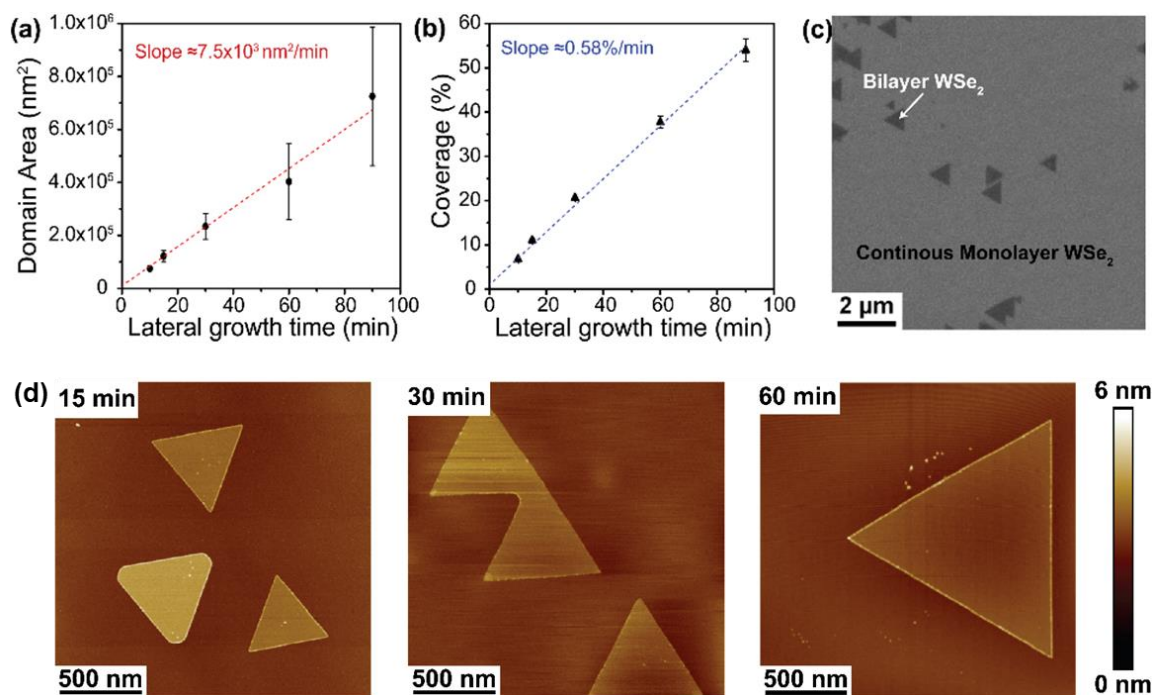 (a)
Slope ≈7.5x10³ nm²/min
Domain Area (nm²)
1.0x10⁶
8.0x10⁵
6.0x10⁵
4.0x10⁵
2.0x10⁵
0
0 20 40 60 80 100
Lateral growth time (min)
(b)
Slope ≈0.58%/min
Coverage (%)
60
50
40
30
20
10
0
0 20 40 60 80 100
Lateral growth time (min)
(c)
Bilayer WSe₂
Continous Monolayer WSe₂
2 µm
(d)
15 min
500 nm
30 min
500 nm
60 min
500 nm
6 nm
0 nm